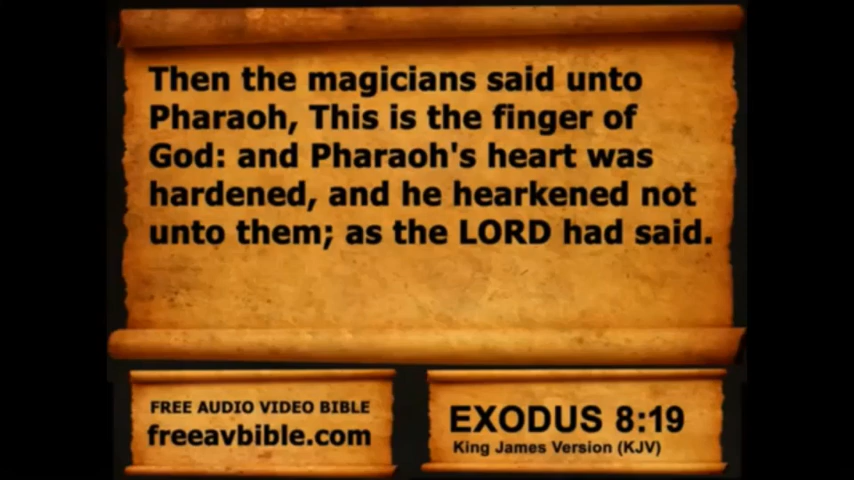 Then the magicians said unto
Pharaoh, This is the finger of
God: and Pharaoh's heart was
hardened, and he hearkened not
unto them; as the LORD had said.
FREE AUDIO VIDEO BIBLE
freeavbible.com
EXODUS 8:19
King James Version (KJV)